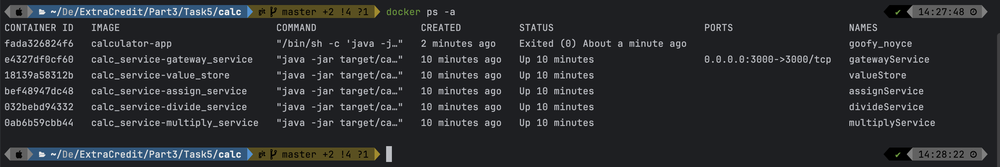 ~/De/ExtraCredit/Part3/Task5/calc git master +2 !4 ?1 docker ps -a ✔ 14:27:48
CONTAINER ID IMAGE COMMAND CREATED STATUS PORTS NAMES
fada326824f6 calculator-app "/bin/sh -c 'java -j…" 2 minutes ago Exited (0) About a minute ago goofy_noyce
e4327df0cf60 calc_service-gateway_service "java -jar target/ca…" 10 minutes ago Up 10 minutes 0.0.0.0:3000->3000/tcp gatewayService
18139a58312b calc_service-value_store "java -jar target/ca…" 10 minutes ago Up 10 minutes valueStore
bef48947dc48 calc_service-assign_service "java -jar target/ca…" 10 minutes ago Up 10 minutes assignService
032bebd94332 calc_service-divide_service "java -jar target/ca…" 10 minutes ago Up 10 minutes divideService
0ab6b59cbb44 calc_service-multiply_service "java -jar target/ca…" 10 minutes ago Up 10 minutes multiplyService
~/De/ExtraCredit/Part3/Task5/calc git master +2 !4 ?1 ✔ 14:28:22